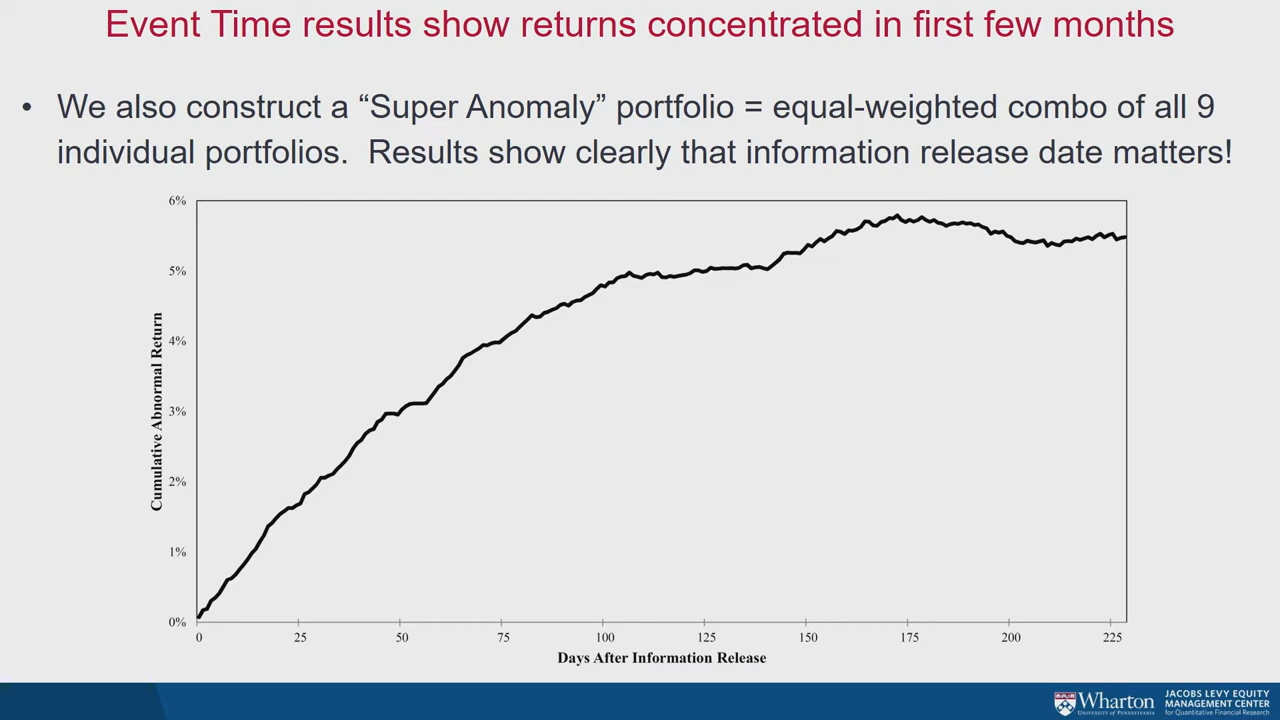 Event Time results show returns concentrated in first few months
• We also construct a “Super Anomaly” portfolio = equal-weighted combo of all 9
individual portfolios.  Results show clearly that information release date matters!
6%
5%
4%
3%
2%
1%
0%
Cumulative Abnormal Return
0 25 50 75 100 125 150 175 200 225
Days After Information Release
Wharton
UNIVERSITY of PENNSYLVANIA
JACOBS LEVY EQUITY
MANAGEMENT CENTER
for Quantitative Financial Research